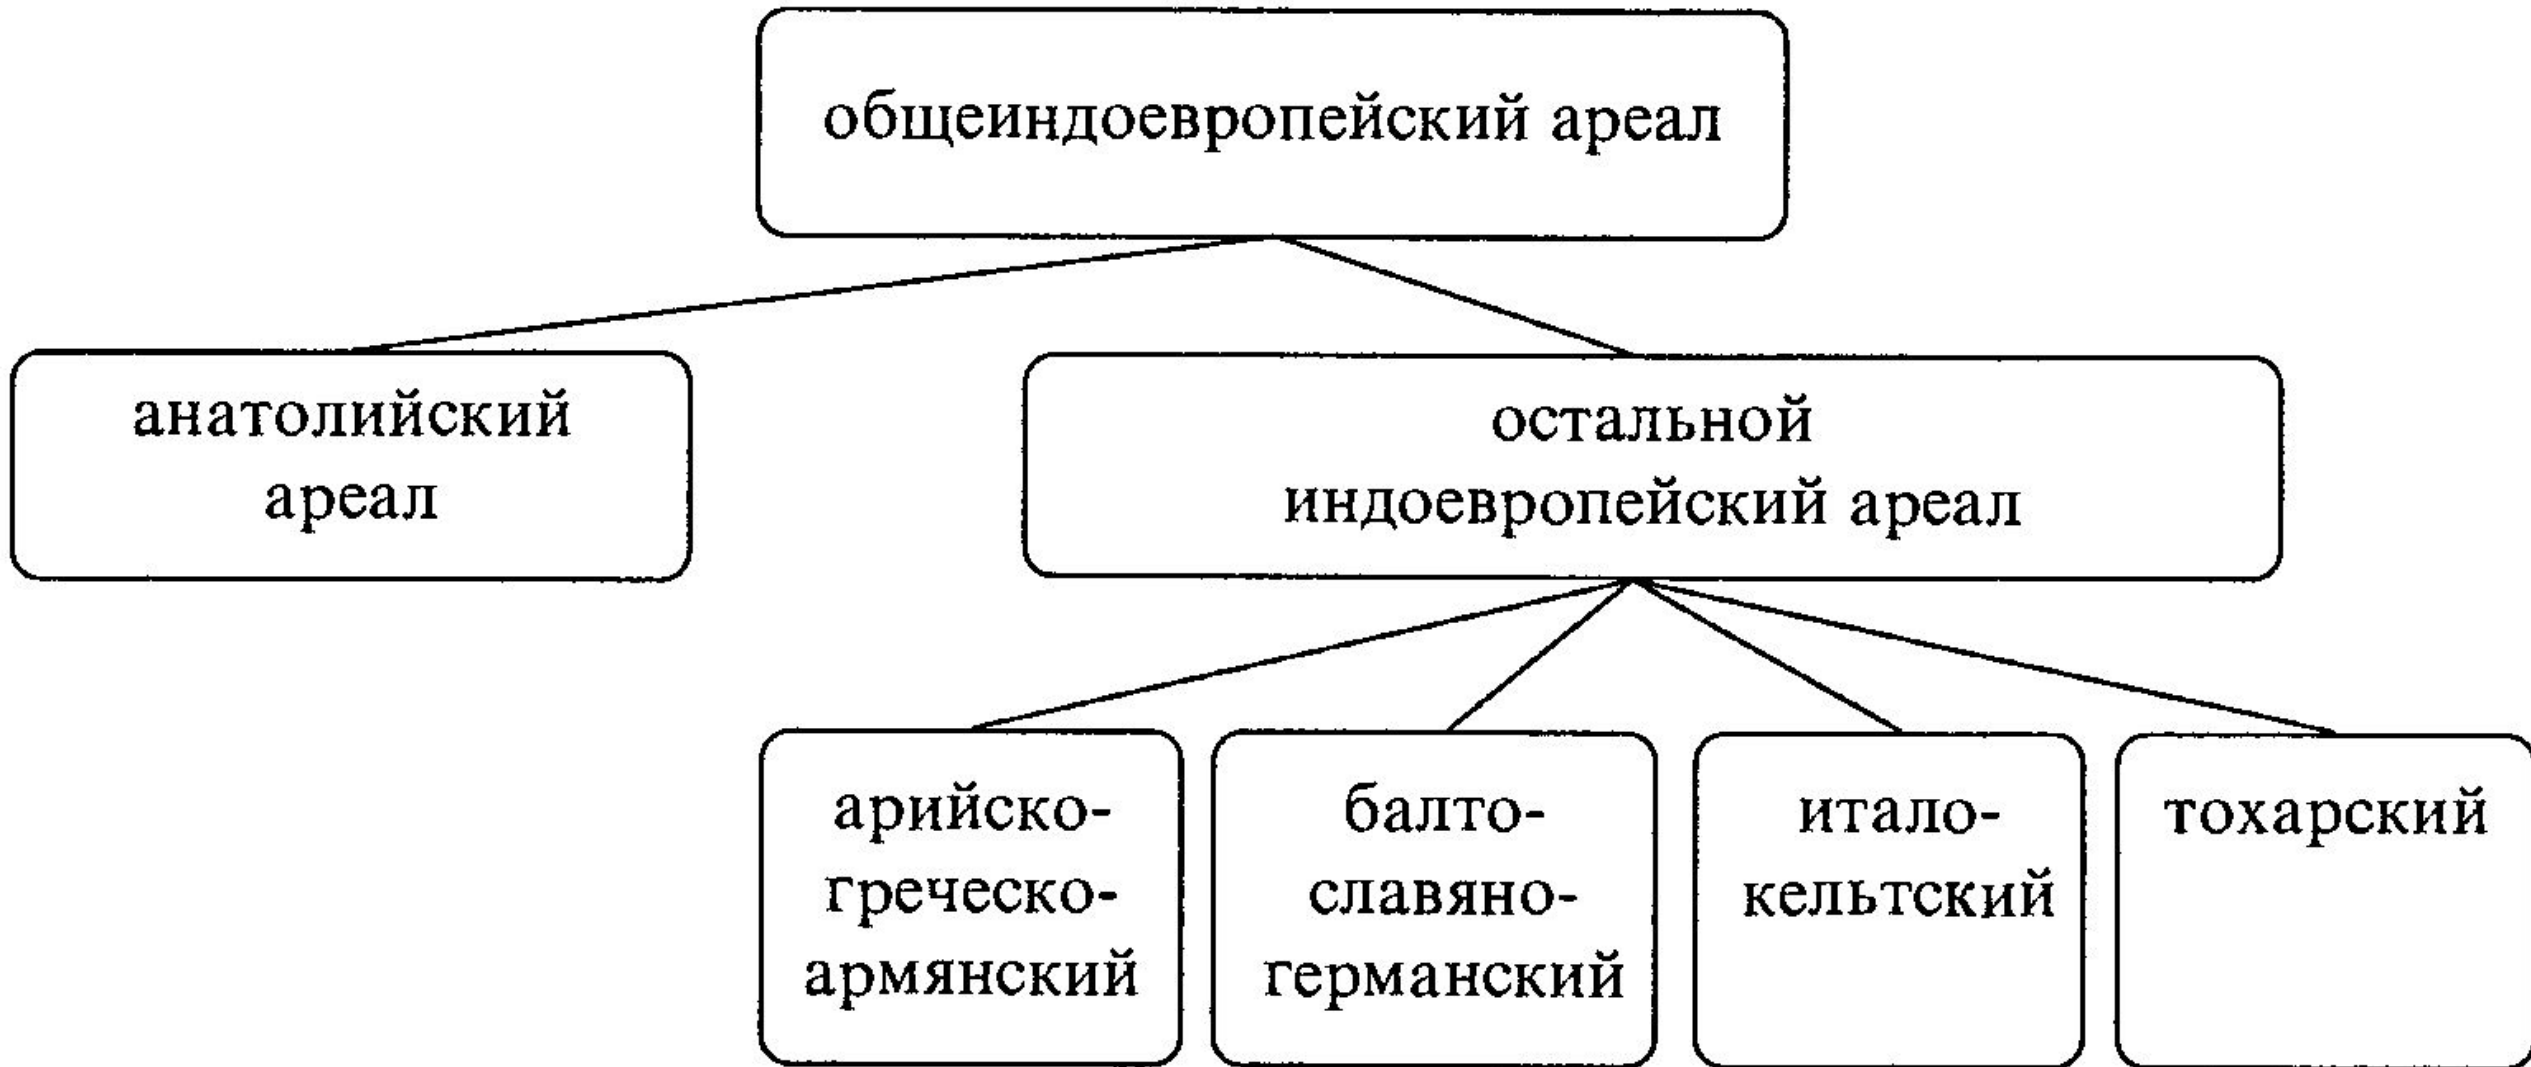 общеиндоевропейский ареал
анатолийский
ареал
остальной
индоевропейский ареал
арийско-
греческо-
армянский
балто-
славяно-
германский
итало-
кельтский
тохарский